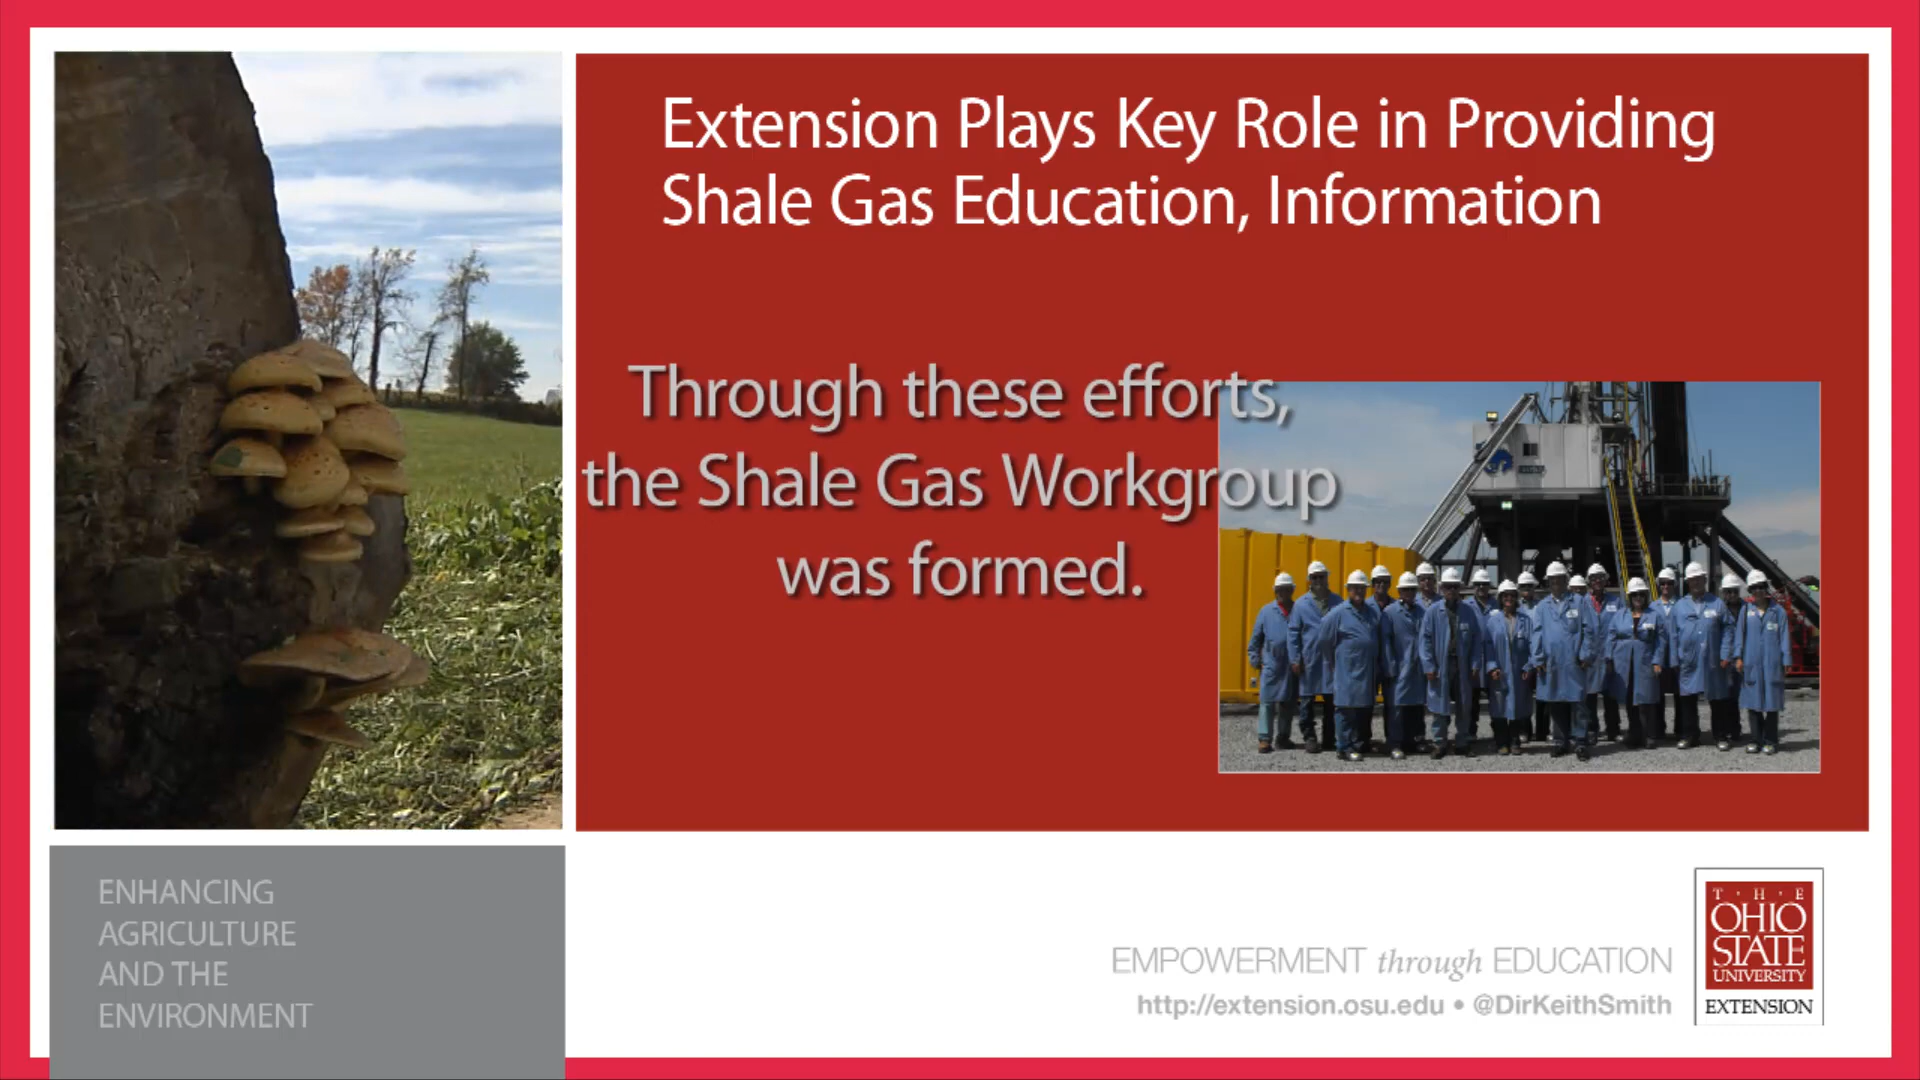 Extension Plays Key Role in Providing
Shale Gas Education, Information
Through these efforts,
the Shale Gas Workgroup
was formed.
ENHANCING
AGRICULTURE
AND THE
ENVIRONMENT
EMPOWERMENT through EDUCATION
http://extension.osu.edu • @DirKeithSmith
T·H·E
OHIO
STATE
UNIVERSITY
EXTENSION